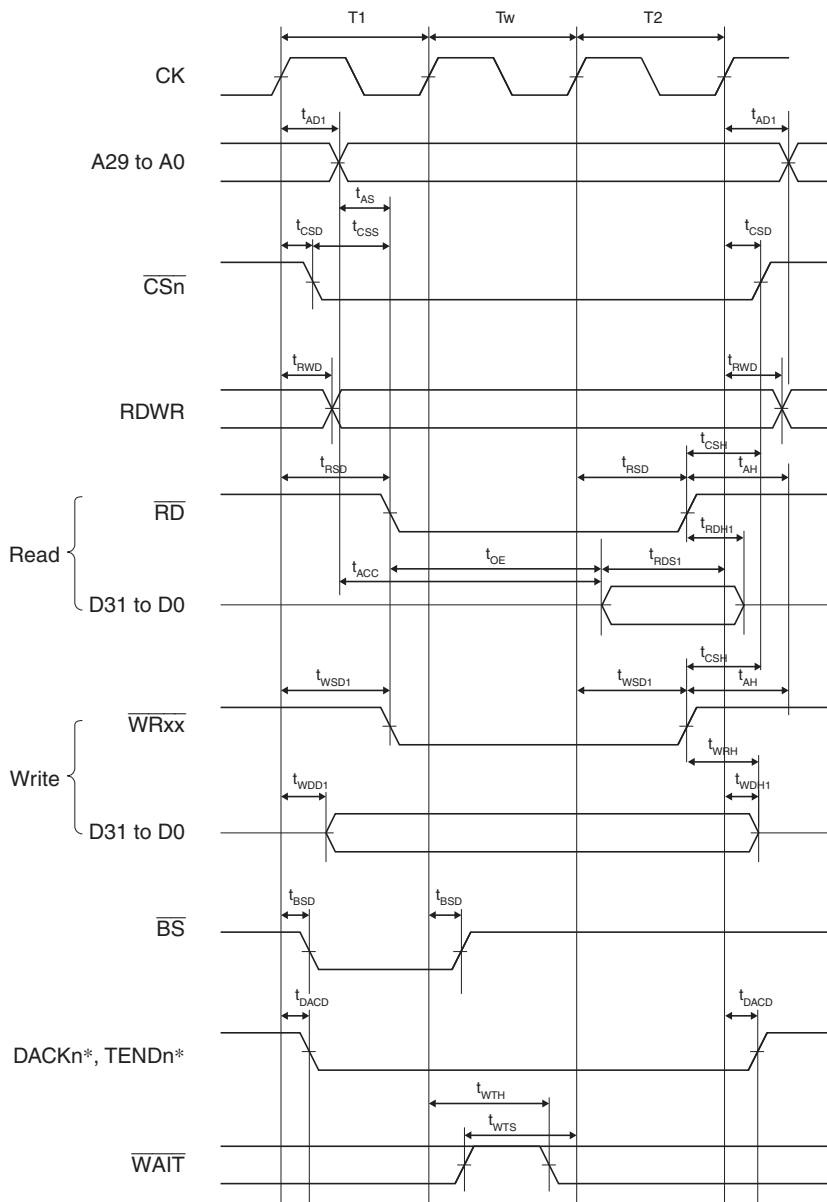 T1 Tw T2
CK
tAD1 tAD1
A29 to A0
tAS
tCSD tCSS tCSD
CSn
tRWD tRWD
RDWR
tCSH
tRSD tRSD tAH
RD
tRDH1
Read
tOE tRDS1
tACC
D31 to D0
tCSH
tWSD1 tWSD1 tAH
WRxx
tWRH
Write
tWDD1 tWDH1
D31 to D0
tBSD tBSD
BS
tDACD tDACD
DACKn*, TENDn*
tWTH
tWTS
WAIT